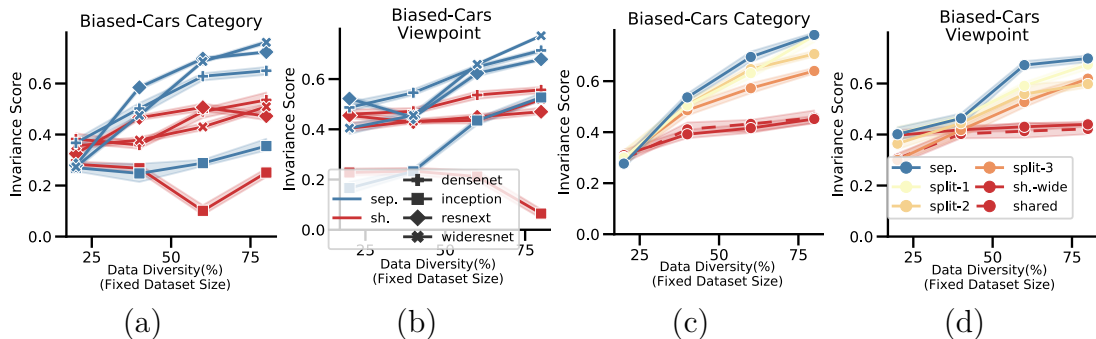 Biased-Cars Category
Invariance Score
0.6
0.4
0.2
0.0
25
50
75
Data Diversity(%)
(Fixed Dataset Size)
(a)
Biased-Cars
Viewpoint
Invariance Score
0.6
0.4
0.2
0.0
sep.
sh.
densenet
inception
resnext
wideresnet
25
50
75
Data Diversity(%)
(Fixed Dataset Size)
(b)
Biased-Cars Category
Invariance Score
0.6
0.4
0.2
0.0
25
50
75
Data Diversity(%)
(Fixed Dataset Size)
(c)
Biased-Cars
Viewpoint
Invariance Score
0.6
0.4
0.2
0.0
sep.
split-1
split-2
split-3
sh.-wide
shared
25
50
75
Data Diversity(%)
(Fixed Dataset Size)
(d)